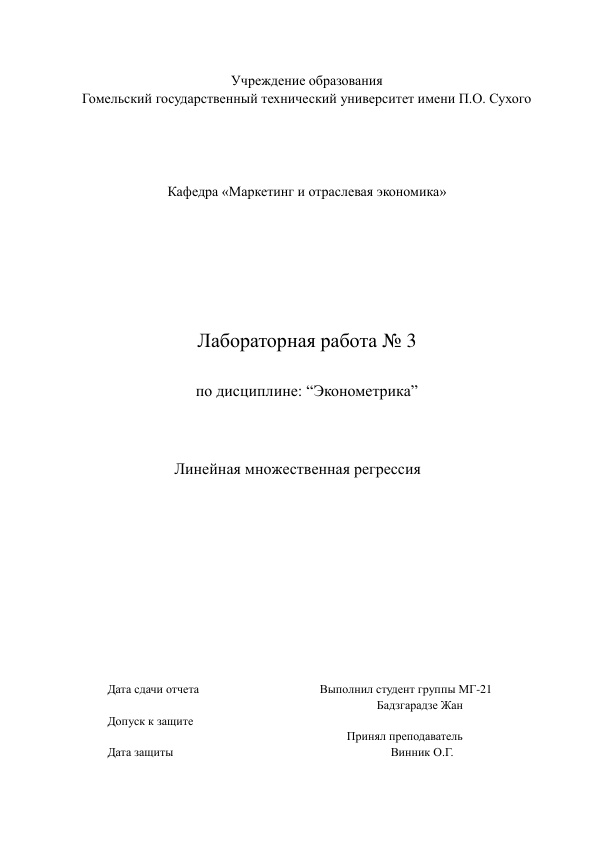 Учреждение образования
Гомельский государственный технический университет имени П.О. Сухого
Кафедра «Маркетинг и отраслевая экономика»
Лабораторная работа № 3
по дисциплине: “Эконометрика”
Линейная множественная регрессия
Дата сдачи отчета Выполнил студент группы МГ-21
Бадзгарадзе Жан
Допуск к защите
Принял преподаватель
Дата защиты Винник О.Г.